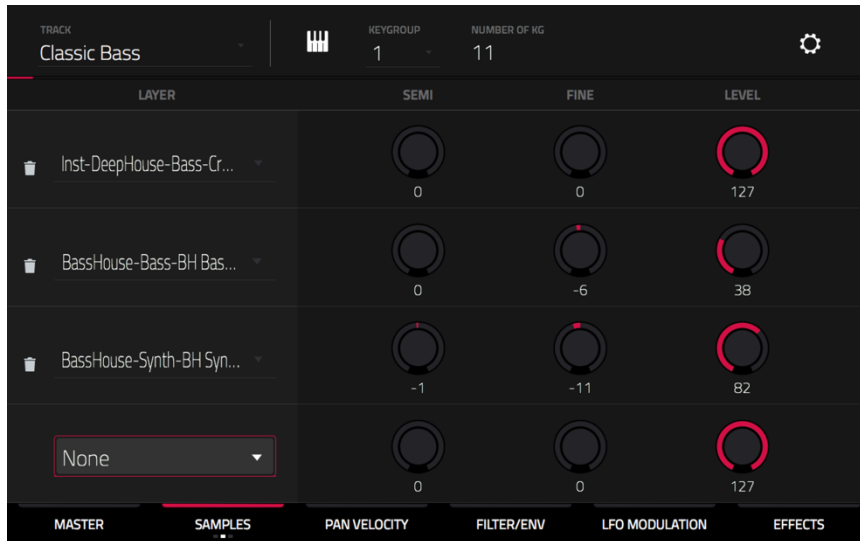 TRACK KEYGROUP NUMBER OF KG
Classic Bass 1 11
LAYER SEMI FINE LEVEL
Inst-DeepHouse-Bass-Cr...
0 0 127
BassHouse-Bass-BH Bas...
0 -6 38
BassHouse-Synth-BH Syn...
-1 -11 82
None
0 0 127
MASTER SAMPLES PAN VELOCITY FILTER/ENV LFO MODULATION EFFECTS